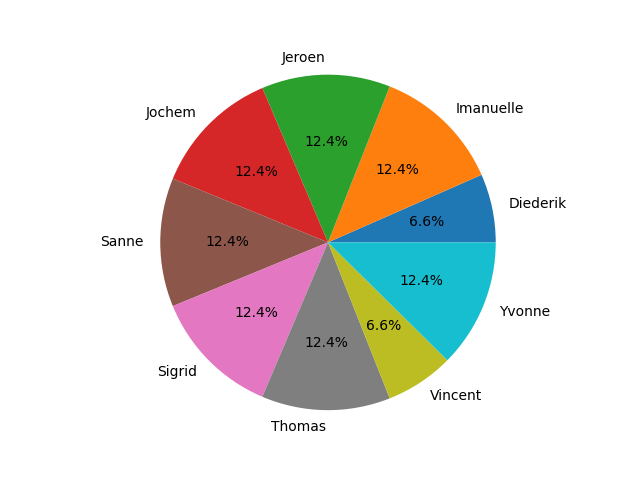 Jeroen
Jochem
Imanuelle
12.4%
12.4%
12.4%
Diederik
6.6%
Sanne
12.4%
12.4%
Yvonne
12.4%
6.6%
12.4%
Sigrid
Vincent
Thomas